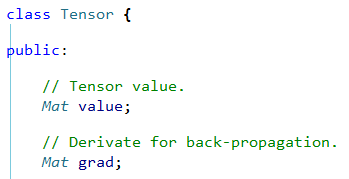 class Tensor {
public:
// Tensor value.
Mat value;
// Derivate for back-propagation.
Mat grad;